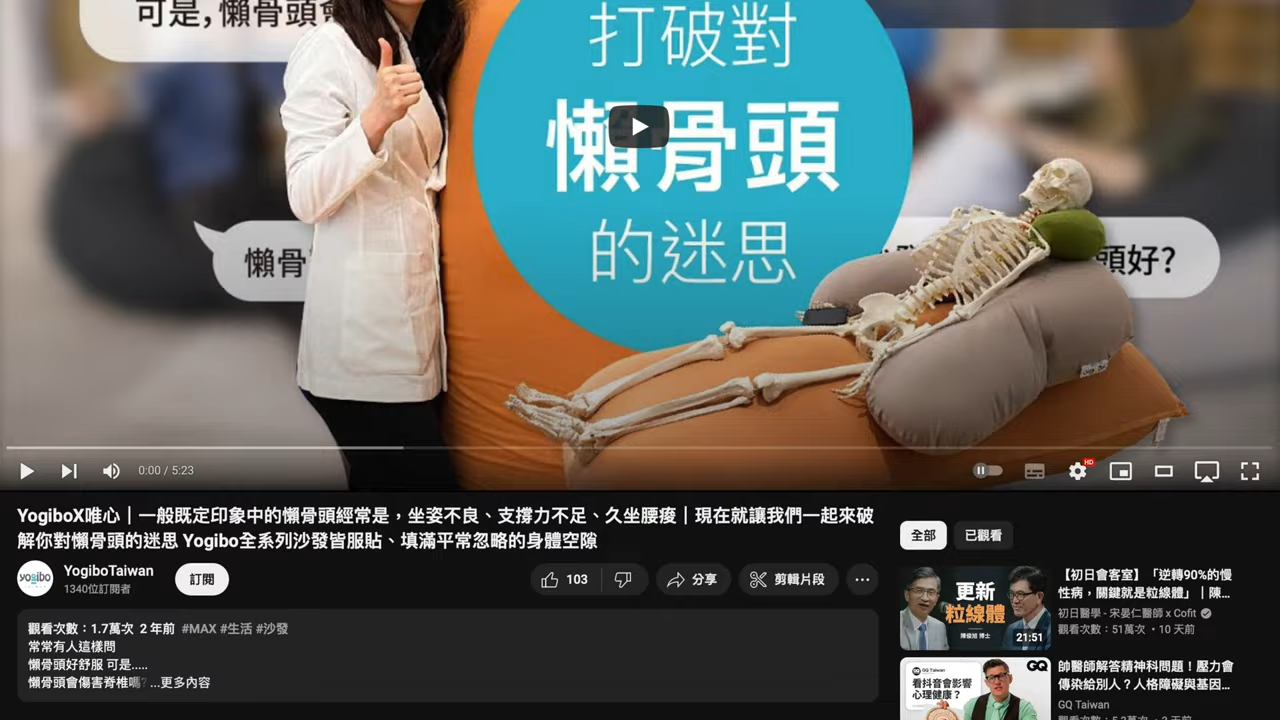 可是,懶骨頭會
打破對
懶骨頭
的迷思
懶骨
頭好?
0:00 / 5:23
HD
YogiboX唯心｜一般既定印象中的懶骨頭經常是，坐姿不良、支撐力不足、久坐腰痠｜現在就讓我們一起來破
解你對懶骨頭的迷思 Yogibo全系列沙發皆服貼、填滿平常忽略的身體空隙
yogibo
YogiboTaiwan
1340位訂閱者
訂閱
103
分享
剪輯片段
觀看次數：1.7萬次 2 年前 #MAX #生活 #沙發
常常有人這樣問
懶骨頭好舒服 可是.....
懶骨頭會傷害脊椎嗎? ...更多內容
全部
已觀看
更新
粒線體
陳俊旭 博士
21:51
【初日會客室】「逆轉90%的慢
性病，關鍵就是粒線體」｜陳...
初日醫學 - 宋晏仁醫師 x Cofit
觀看次數：51萬次 ・10 天前
GQ Taiwan
看抖音會影響
心理健康？
GQ
帥醫師解答精神科問題！壓力會
傳染給別人？人格障礙與基因...
GQ Taiwan